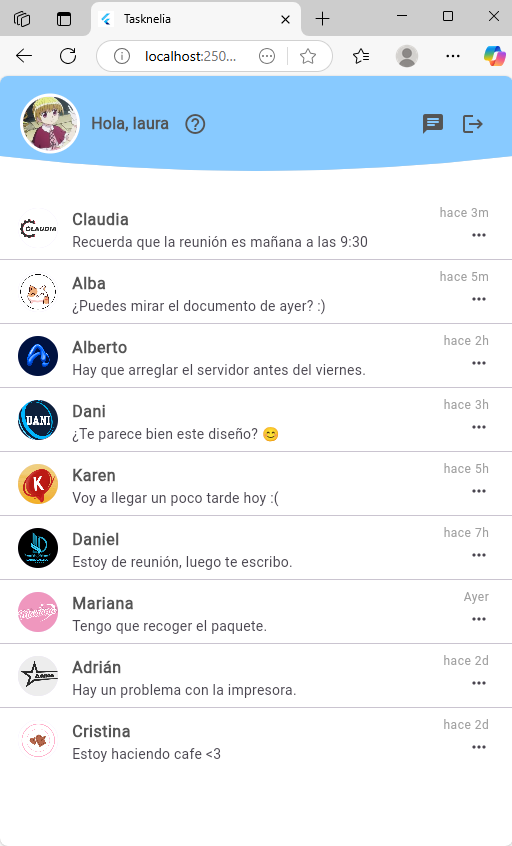 Tasknelia
localhost:250...
Hola, laura
CLAUDIA
Claudia
hace 3m
Recuerda que la reunión es mañana a las 9:30
Alba
hace 5m
¿Puedes mirar el documento de ayer? :)
Alberto
hace 2h
Hay que arreglar el servidor antes del viernes.
DANI
Dani
hace 3h
¿Te parece bien este diseño? 😊
K
Karen
hace 5h
Voy a llegar un poco tarde hoy :(
Daniel
hace 7h
Estoy de reunión, luego te escribo.
Mariana
Ayer
Tengo que recoger el paquete.
Adrián
hace 2d
Hay un problema con la impresora.
Cristina
hace 2d
Estoy haciendo cafe <3